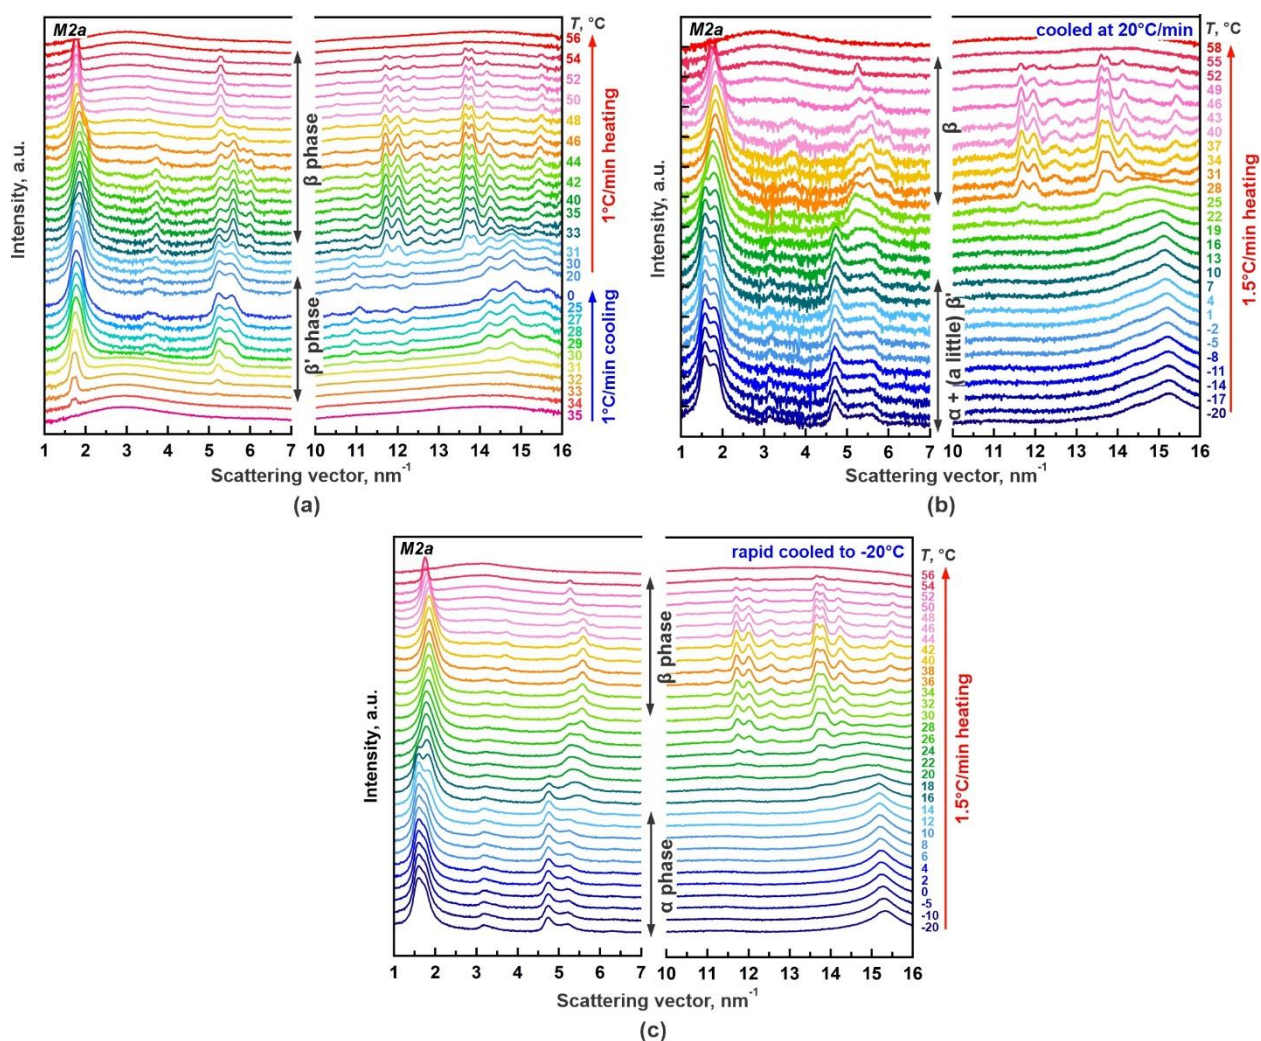 M2a
T, °C
56
54
52
50
48
46
44
42
40
35
33
31
30
20
0
25
27
28
29
30
31
32
33
34
35
1°C/min heating
1°C/min cooling
β phase
β' phase
Intensity, a.u.
1 2 3 4 5 6 7 10 11 12 13 14 15 16
Scattering vector, nm-1
(a)
M2a
cooled at 20°C/min
T, °C
58
55
52
49
46
43
40
37
34
31
28
25
22
19
16
13
10
7
4
1
-2
-5
-8
-11
-14
-17
-20
1.5°C/min heating
β
α + (a little) β'
Intensity, a.u.
1 2 3 4 5 6 7 10 11 12 13 14 15 16
Scattering vector, nm-1
(b)
M2a
rapid cooled to -20°C
T, °C
56
54
52
50
48
46
44
42
40
38
36
34
32
30
28
26
24
22
20
18
16
14
12
10
8
6
4
2
0
-5
-10
-20
1.5°C/min heating
β phase
α phase
Intensity, a.u.
1 2 3 4 5 6 7 10 11 12 13 14 15 16
Scattering vector, nm-1
(c)